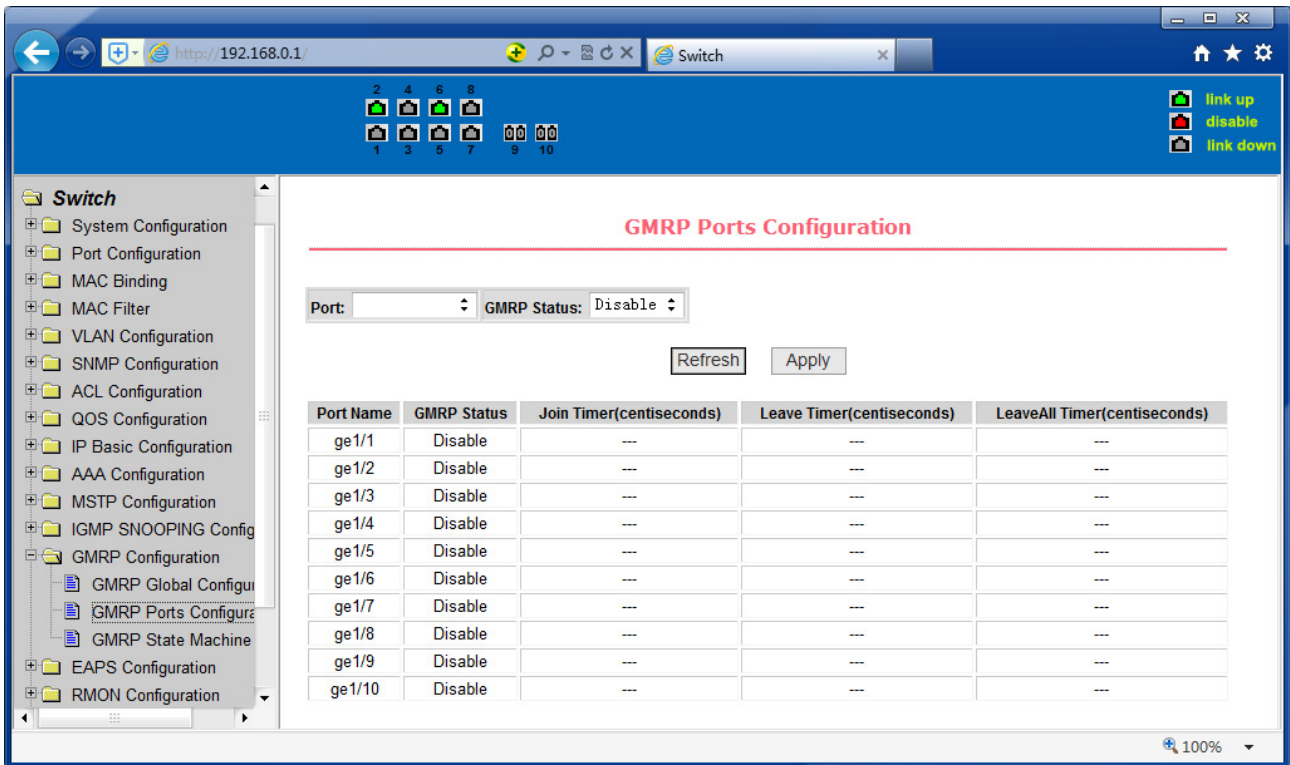 http://192.168.0.1/
Switch
2 4 6 8
1 3 5 7 9 10
link up
disable
link down
Switch
System Configuration
Port Configuration
MAC Binding
MAC Filter
VLAN Configuration
SNMP Configuration
ACL Configuration
QOS Configuration
IP Basic Configuration
AAA Configuration
MSTP Configuration
IGMP SNOOPING Config
GMRP Configuration
GMRP Global Configur
GMRP Ports Configura
GMRP State Machine
EAPS Configuration
RMON Configuration
GMRP Ports Configuration
Port: GMRP Status: Disable
Refresh Apply
Port Name GMRP Status Join Timer(centiseconds) Leave Timer(centiseconds) LeaveAll Timer(centiseconds)
ge1/1 Disable --- --- ---
ge1/2 Disable --- --- ---
ge1/3 Disable --- --- ---
ge1/4 Disable --- --- ---
ge1/5 Disable --- --- ---
ge1/6 Disable --- --- ---
ge1/7 Disable --- --- ---
ge1/8 Disable --- --- ---
ge1/9 Disable --- --- ---
ge1/10 Disable --- --- ---
100%